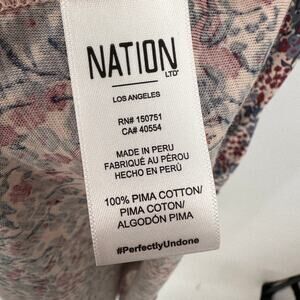 NATION
LTD
LOS ANGELES
RN# 150751
CA# 40554
MADE IN PERU
FABRIQUÉ AU PÉROU
HECHO EN PERÚ
100% PIMA COTTON/
PIMA COTON/
ALGODÓN PIMA
#PerfectlyUndone